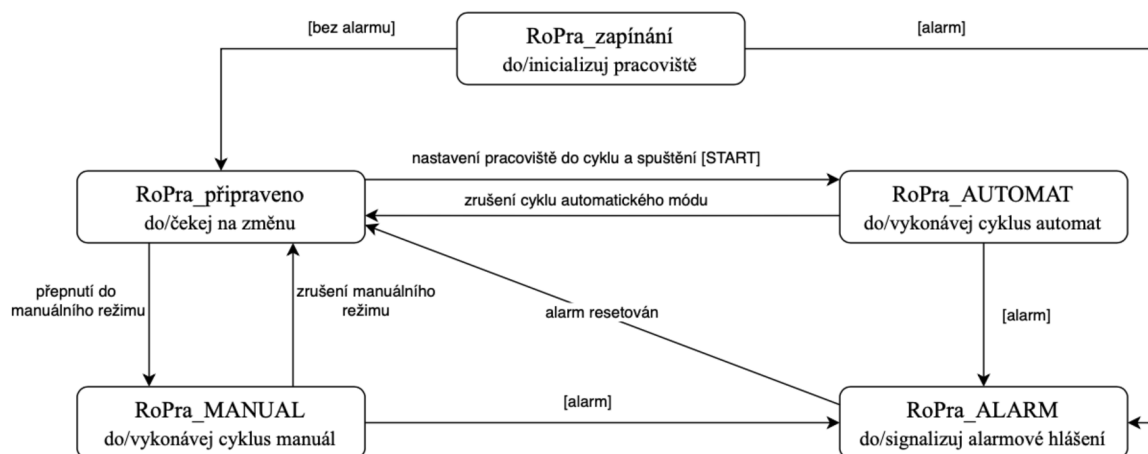 [bez alarmu]
RoPra_zapínání
do/inicializuj pracoviště
[alarm]
nastavení pracoviště do cyklu a spuštění [START]
RoPra_připraveno
do/čekej na změnu
zrušení cyklu automatického módu
RoPra_AUTOMAT
do/vykonávej cyklus automat
přepnutí do
manuálního režimu
zrušení manuálního
režimu
alarm resetován
[alarm]
RoPra_MANUAL
do/vykonávej cyklus manuál
[alarm]
RoPra_ALARM
do/signalizuj alarmové hlášení